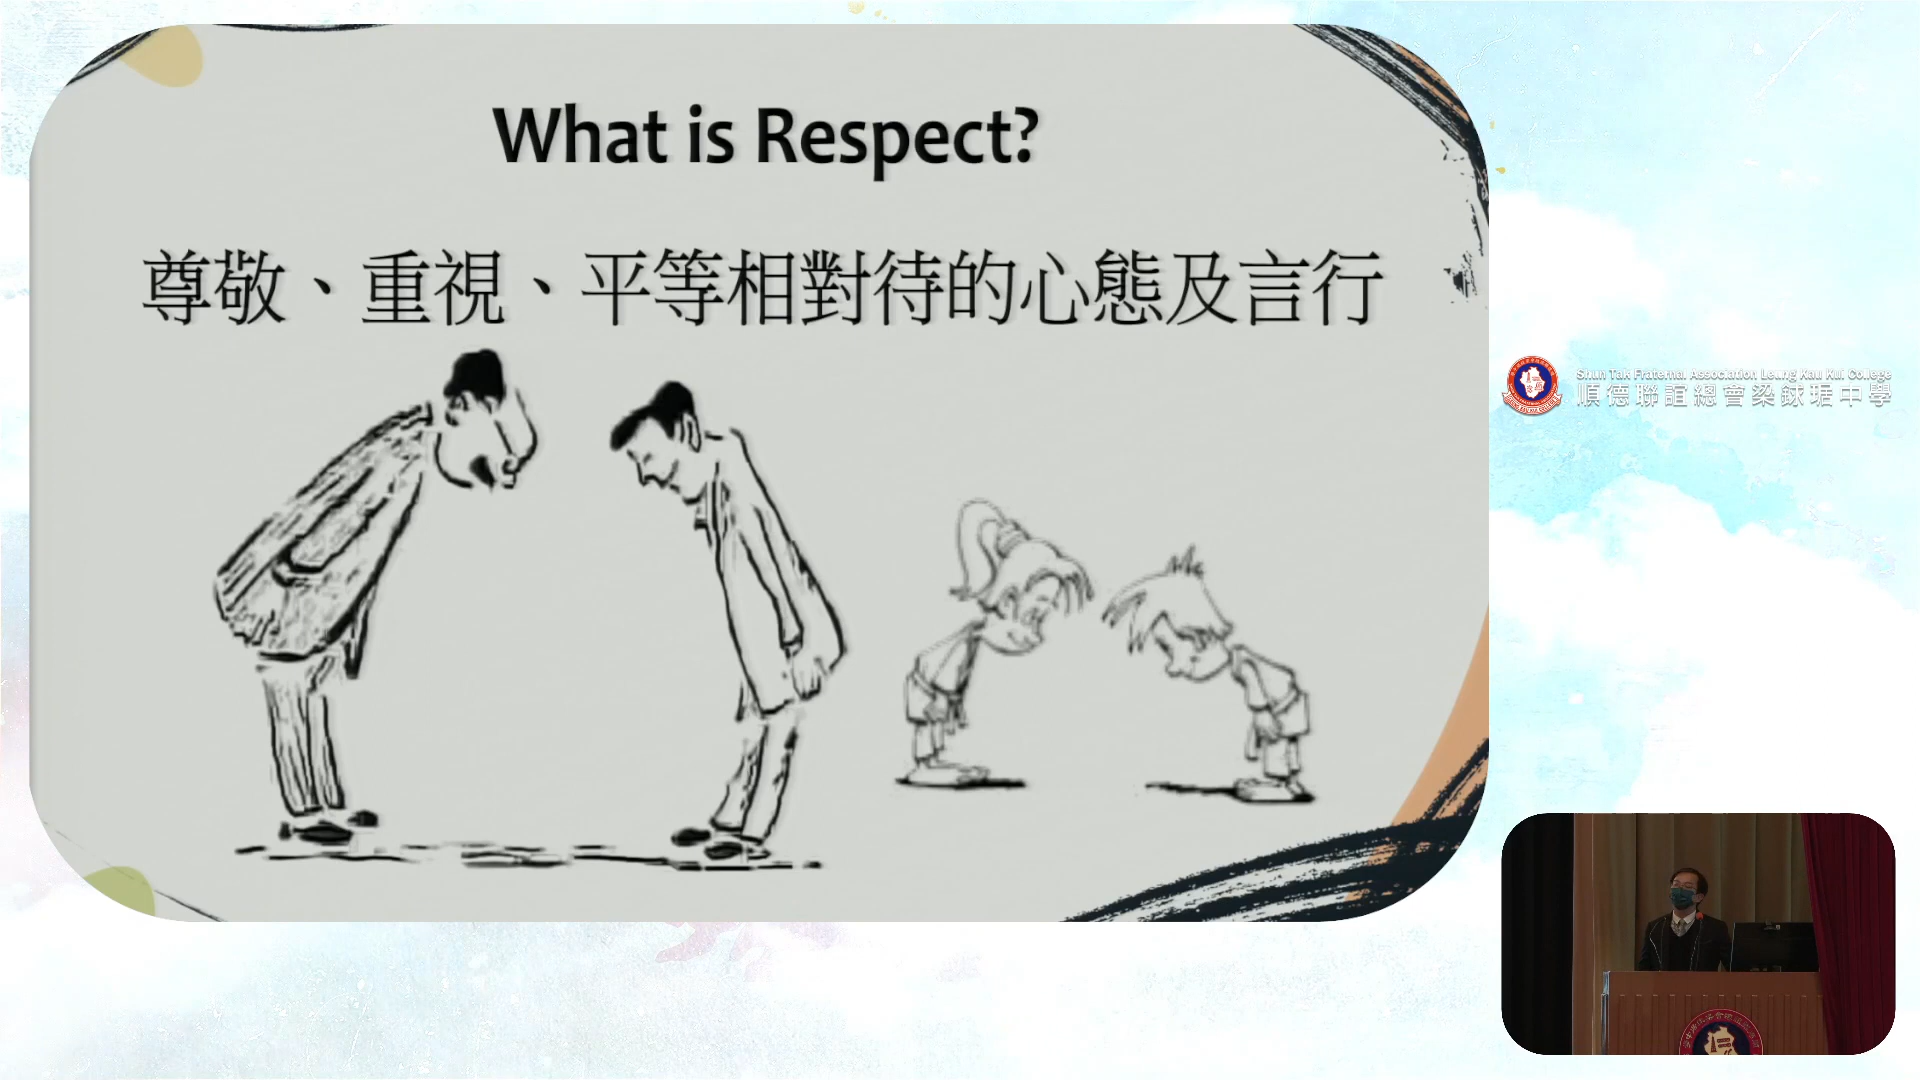 What is Respect?
尊敬、重視、平等相對待的心態及言行
Shun Tak Fraternal Association Leung Kau Kui College
順德聯誼總會梁銶琚中學